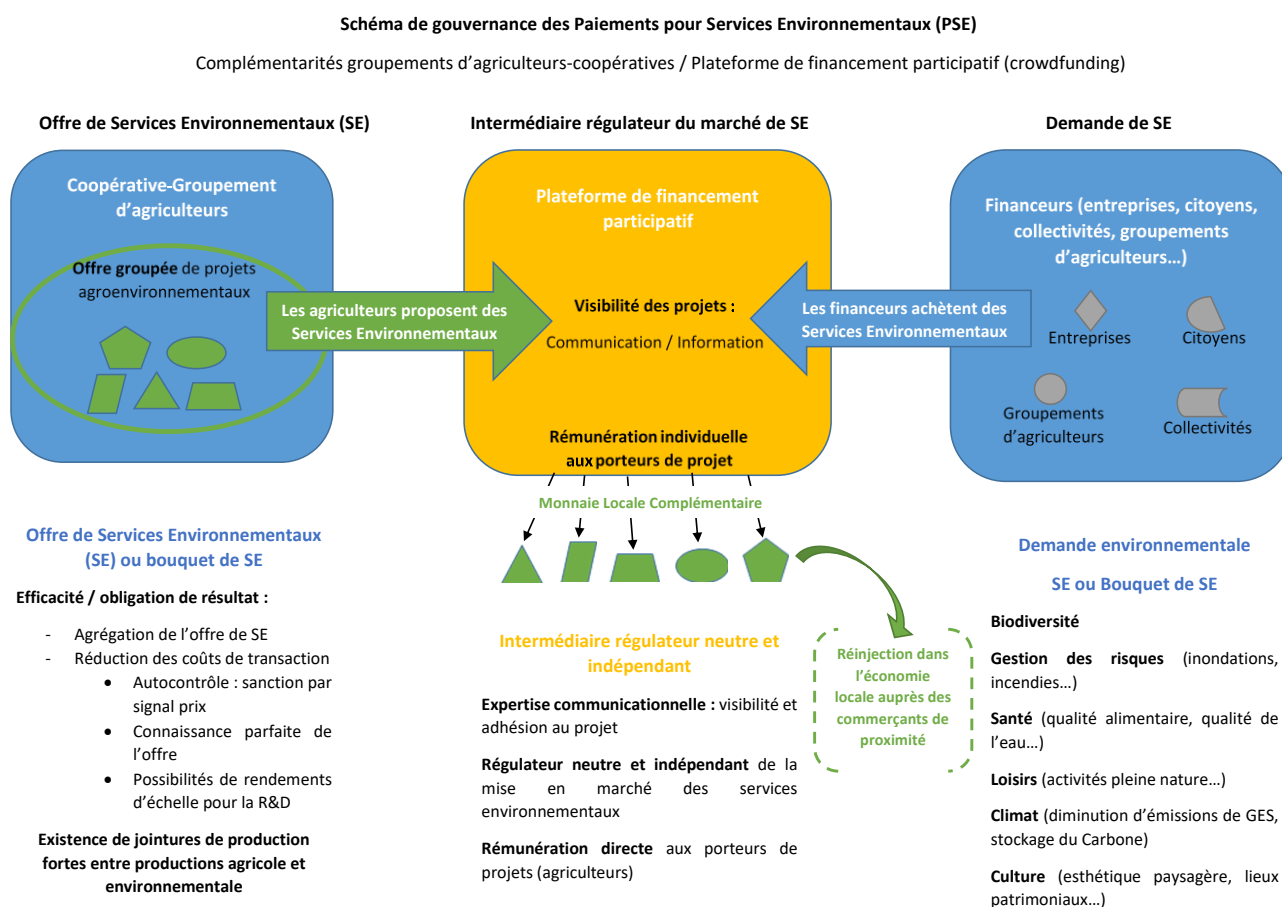 Schéma de gouvernance des Paiements pour Services Environnementaux (PSE)
Complémentarités groupements d'agriculteurs-coopératives / Plateforme de financement participatif (crowdfunding)
Offre de Services Environnementaux (SE)
Coopérative-Groupement
d'agriculteurs
Offre groupée de projets
agroenvironnementaux
Les agriculteurs proposent des
Services Environnementaux
Intermédiaire régulateur du marché de SE
Plateforme de financement
participatif
Visibilité des projets :
Communication / Information
Rémunération individuelle
aux porteurs de projet
Monnaie Locale Complémentaire
Demande de SE
Financeurs (entreprises, citoyens,
collectivités, groupements
d'agriculteurs…)
Les financeurs achètent des
Services Environnementaux
Entreprises
Citoyens
Groupements
d'agriculteurs
Collectivités
Offre de Services Environnementaux
(SE) ou bouquet de SE
Efficacité / obligation de résultat :
- Agrégation de l'offre de SE
- Réduction des coûts de transaction
• Autocontrôle : sanction par
signal prix
• Connaissance parfaite de
l'offre
• Possibilités de rendements
d'échelle pour la R&D
Existence de jointures de production
fortes entre productions agricole et
environnementale
Intermédiaire régulateur neutre et
indépendant
Expertise communicationnelle : visibilité et
adhésion au projet
Régulateur neutre et indépendant de la
mise en marché des services
environnementaux
Rémunération directe aux porteurs de
projets (agriculteurs)
Réinjection dans
l'économie
locale auprès des
commerçants de
proximité
Demande environnementale
SE ou Bouquet de SE
Biodiversité
Gestion des risques (inondations,
incendies…)
Santé (qualité alimentaire, qualité de
l'eau…)
Loisirs (activités pleine nature…)
Climat (diminution d'émissions de GES,
stockage du Carbone)
Culture (esthétique paysagère, lieux
patrimoniaux…)